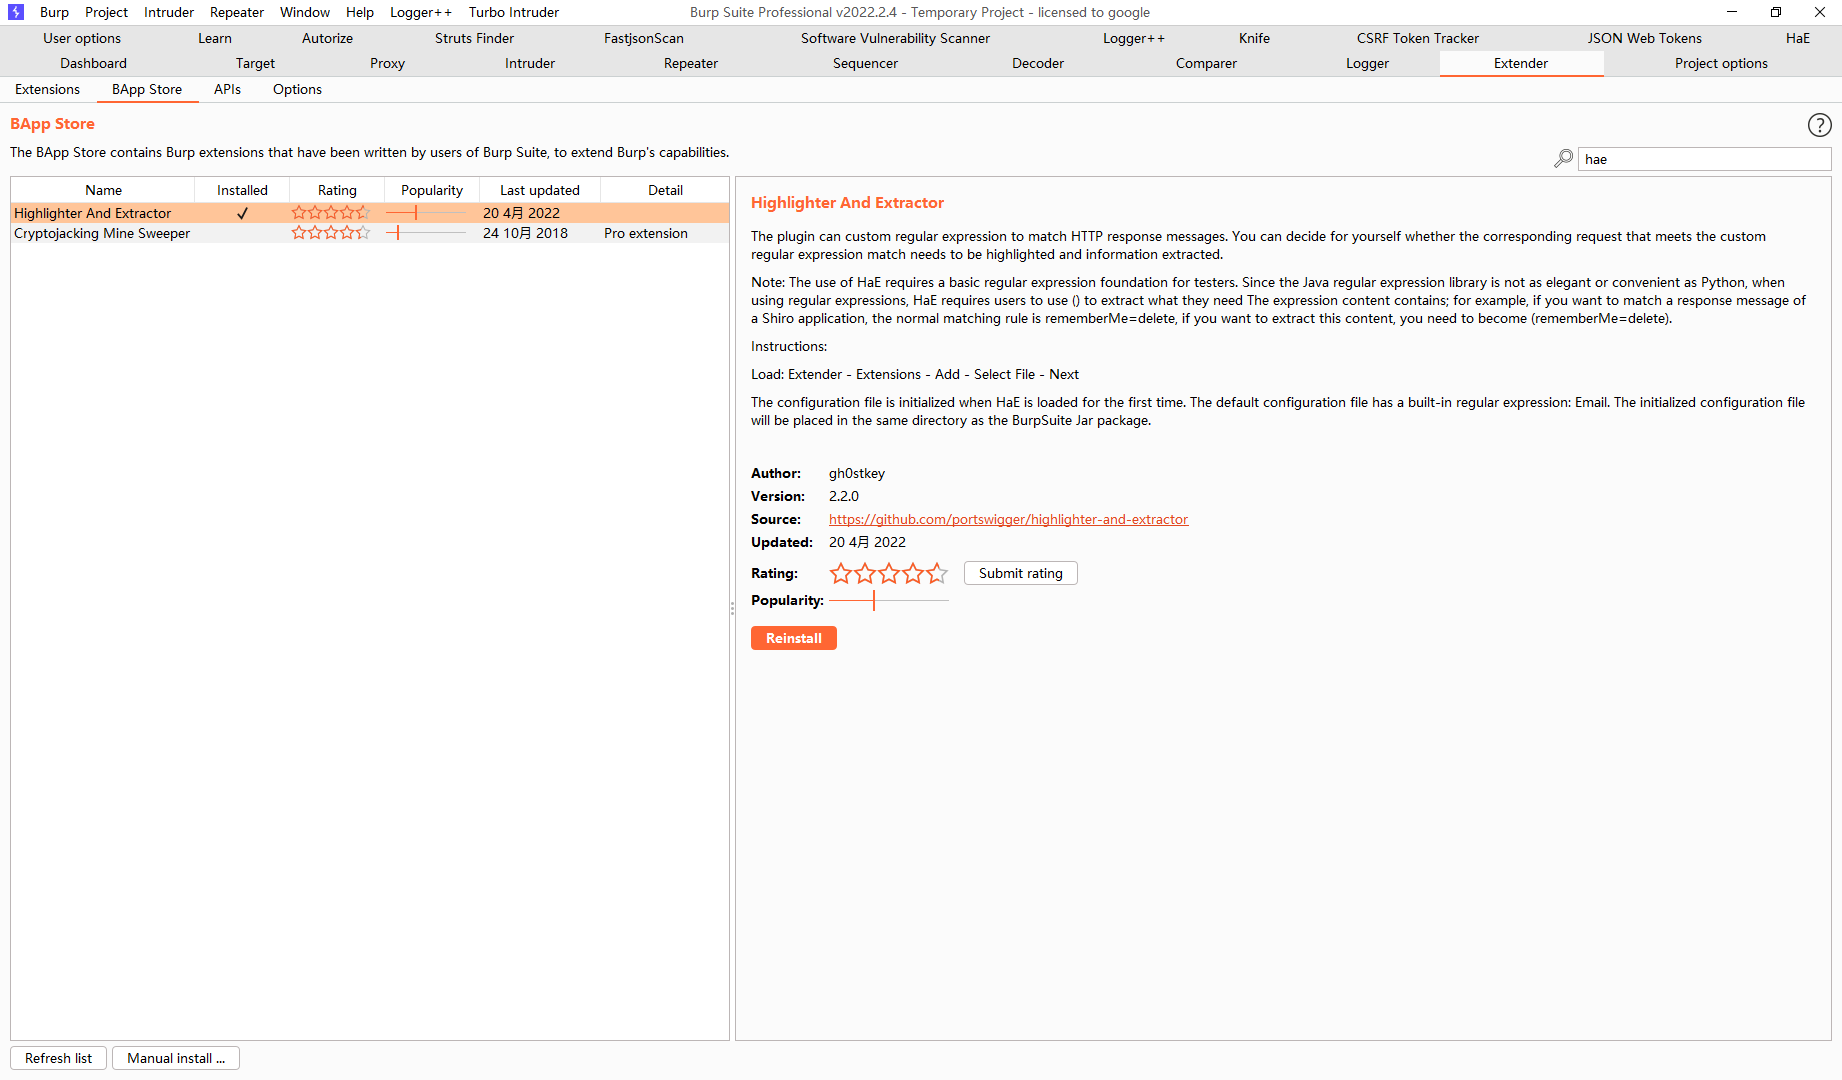 Burp Project Intruder Repeater Window Help Logger++ Turbo Intruder Burp Suite Professional v2022.2.4 - Temporary Project - licensed to google
User options Learn Autorize Struts Finder FastjsonScan Software Vulnerability Scanner Logger++ Knife CSRF Token Tracker JSON Web Tokens HaE
Dashboard Target Proxy Intruder Repeater Sequencer Decoder Comparer Logger Extender Project options
Extensions BApp Store APIs Options
BApp Store
?
The BApp Store contains Burp extensions that have been written by users of Burp Suite, to extend Burp's capabilities.
hae
Name Installed Rating Popularity Last updated Detail
Highlighter And Extractor ✓ 20 4月 2022
Cryptojacking Mine Sweeper 24 10月 2018 Pro extension
Highlighter And Extractor
The plugin can custom regular expression to match HTTP response messages. You can decide for yourself whether the corresponding request that meets the custom
regular expression match needs to be highlighted and information extracted.
Note: The use of HaE requires a basic regular expression foundation for testers. Since the Java regular expression library is not as elegant or convenient as Python, when
using regular expressions, HaE requires users to use () to extract what they need The expression content contains; for example, if you want to match a response message of
a Shiro application, the normal matching rule is rememberMe=delete, if you want to extract this content, you need to become (rememberMe=delete).
Instructions:
Load: Extender - Extensions - Add - Select File - Next
The configuration file is initialized when HaE is loaded for the first time. The default configuration file has a built-in regular expression: Email. The initialized configuration file
will be placed in the same directory as the BurpSuite Jar package.
Author: gh0stkey
Version: 2.2.0
Source: https://github.com/portswigger/highlighter-and-extractor
Updated: 20 4月 2022
Rating: Submit rating
Popularity:
Reinstall
Refresh list Manual install ...